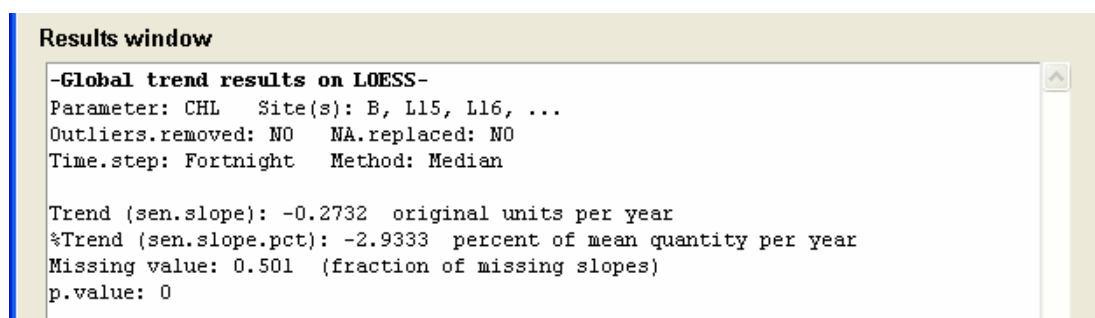 Results window
-Global trend results on LOESS-
Parameter: CHL   Site(s): B, L15, L16, ...
Outliers.removed: NO   NA.replaced: NO
Time.step: Fortnight   Method: Median
Trend (sen.slope): -0.2732  original units per year
%Trend (sen.slope.pct): -2.9333  percent of mean quantity per year
Missing value: 0.501  (fraction of missing slopes)
p.value: 0